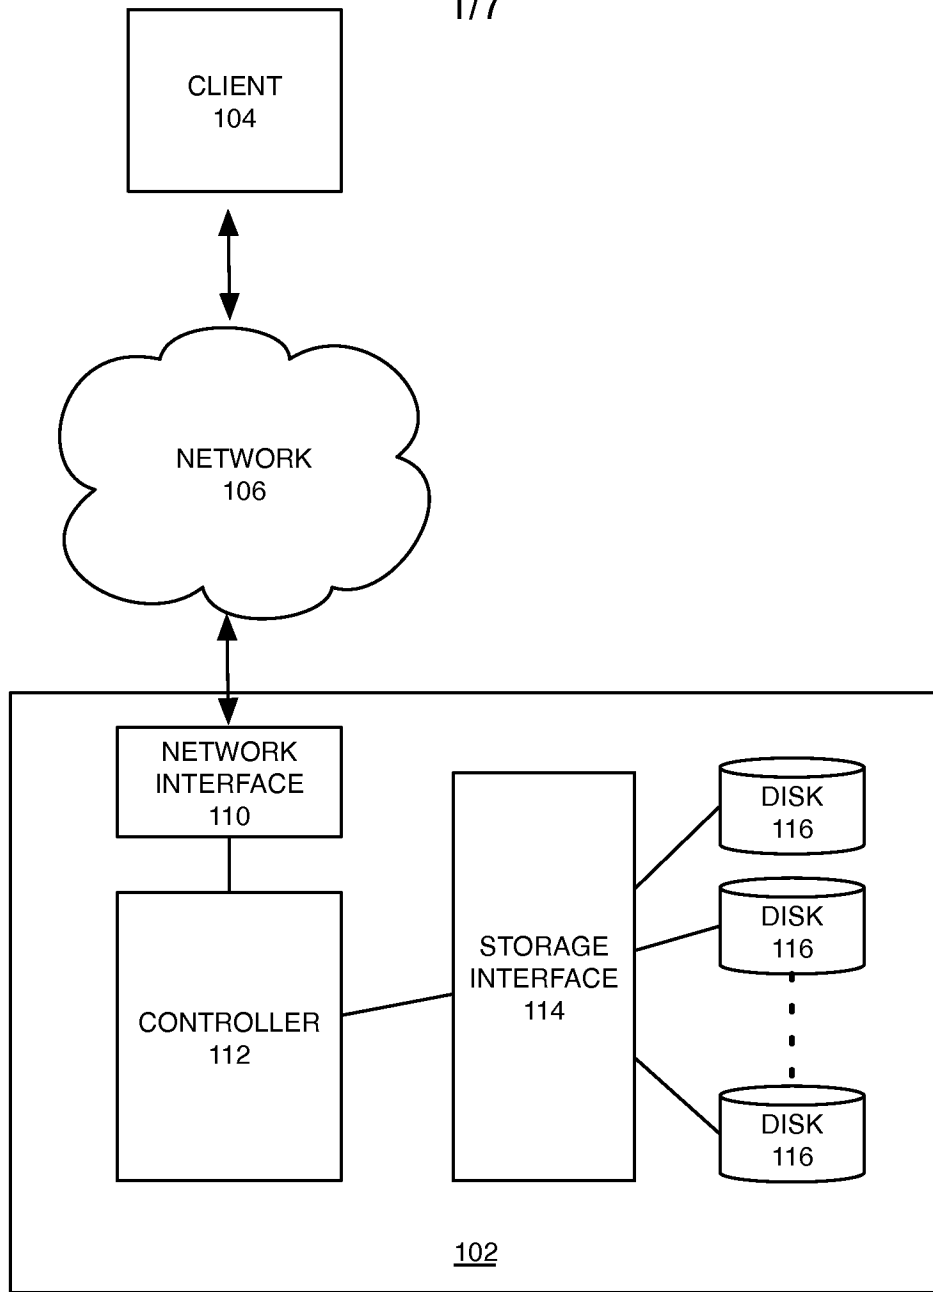 1/7
CLIENT
104
NETWORK
106
NETWORK
INTERFACE
110
CONTROLLER
112
STORAGE
INTERFACE
114
DISK
116
DISK
116
DISK
116
102